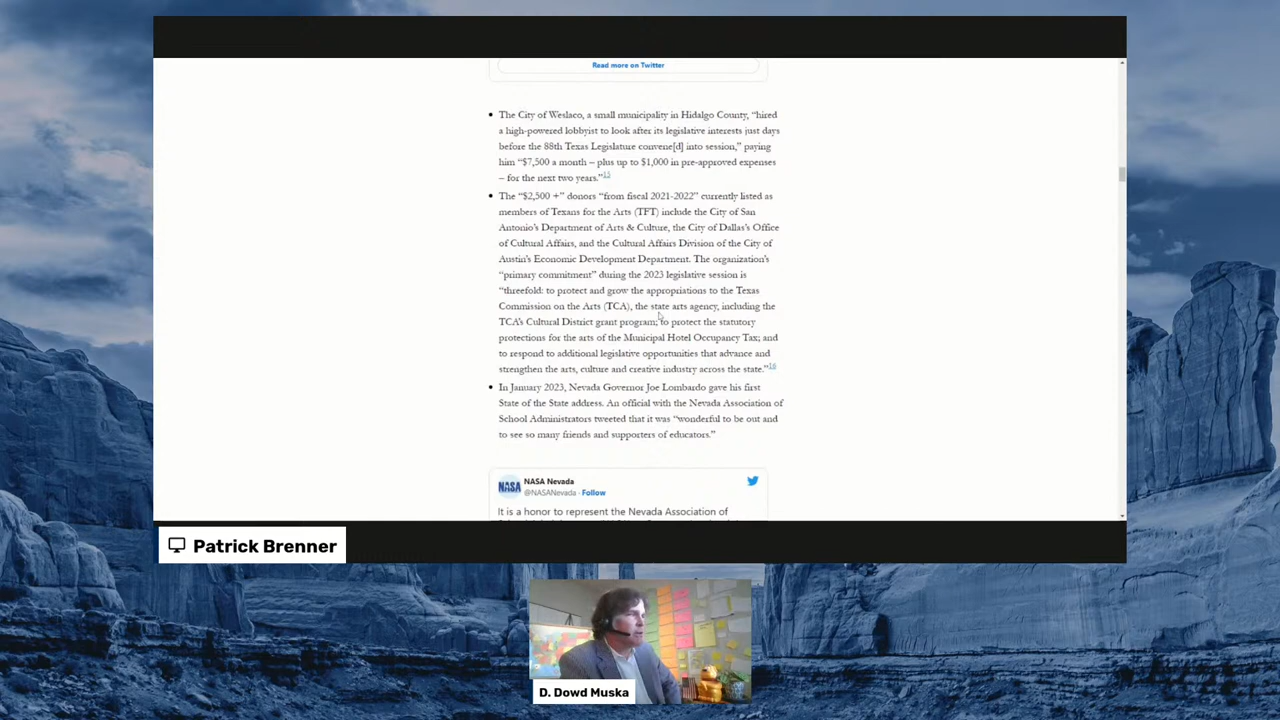 Read more on Twitter
• The City of Weslaco, a small municipality in Hidalgo County, “hired
a high-powered lobbyist to look after its legislative interests just days
before the 88th Texas Legislature convene[d] into session,” paying
him “$7,500 a month – plus up to $1,000 in pre-approved expenses
– for the next two years.”15
• The “$2,500 +” donors “from fiscal 2021-2022” currently listed as
members of Texans for the Arts (TFT) include the City of San
Antonio’s Department of Arts & Culture, the City of Dallas’s Office
of Cultural Affairs, and the Cultural Affairs Division of the City of
Austin’s Economic Development Department. The organization’s
“primary commitment” during the 2023 legislative session is
“threefold: to protect and grow the appropriations to the Texas
Commission on the Arts (TCA), the state arts agency, including the
TCA’s Cultural District grant program; to protect the statutory
protections for the arts of the Municipal Hotel Occupancy Tax; and
to respond to additional legislative opportunities that advance and
strengthen the arts, culture and creative industry across the state.”16
• In January 2023, Nevada Governor Joe Lombardo gave his first
State of the State address. An official with the Nevada Association of
School Administrators tweeted that it was “wonderful to be out and
to see so many friends and supporters of educators.”
NASA
NASA Nevada
@NASANevada · Follow
It is a honor to represent the Nevada Association of
Patrick Brenner
D. Dowd Muska